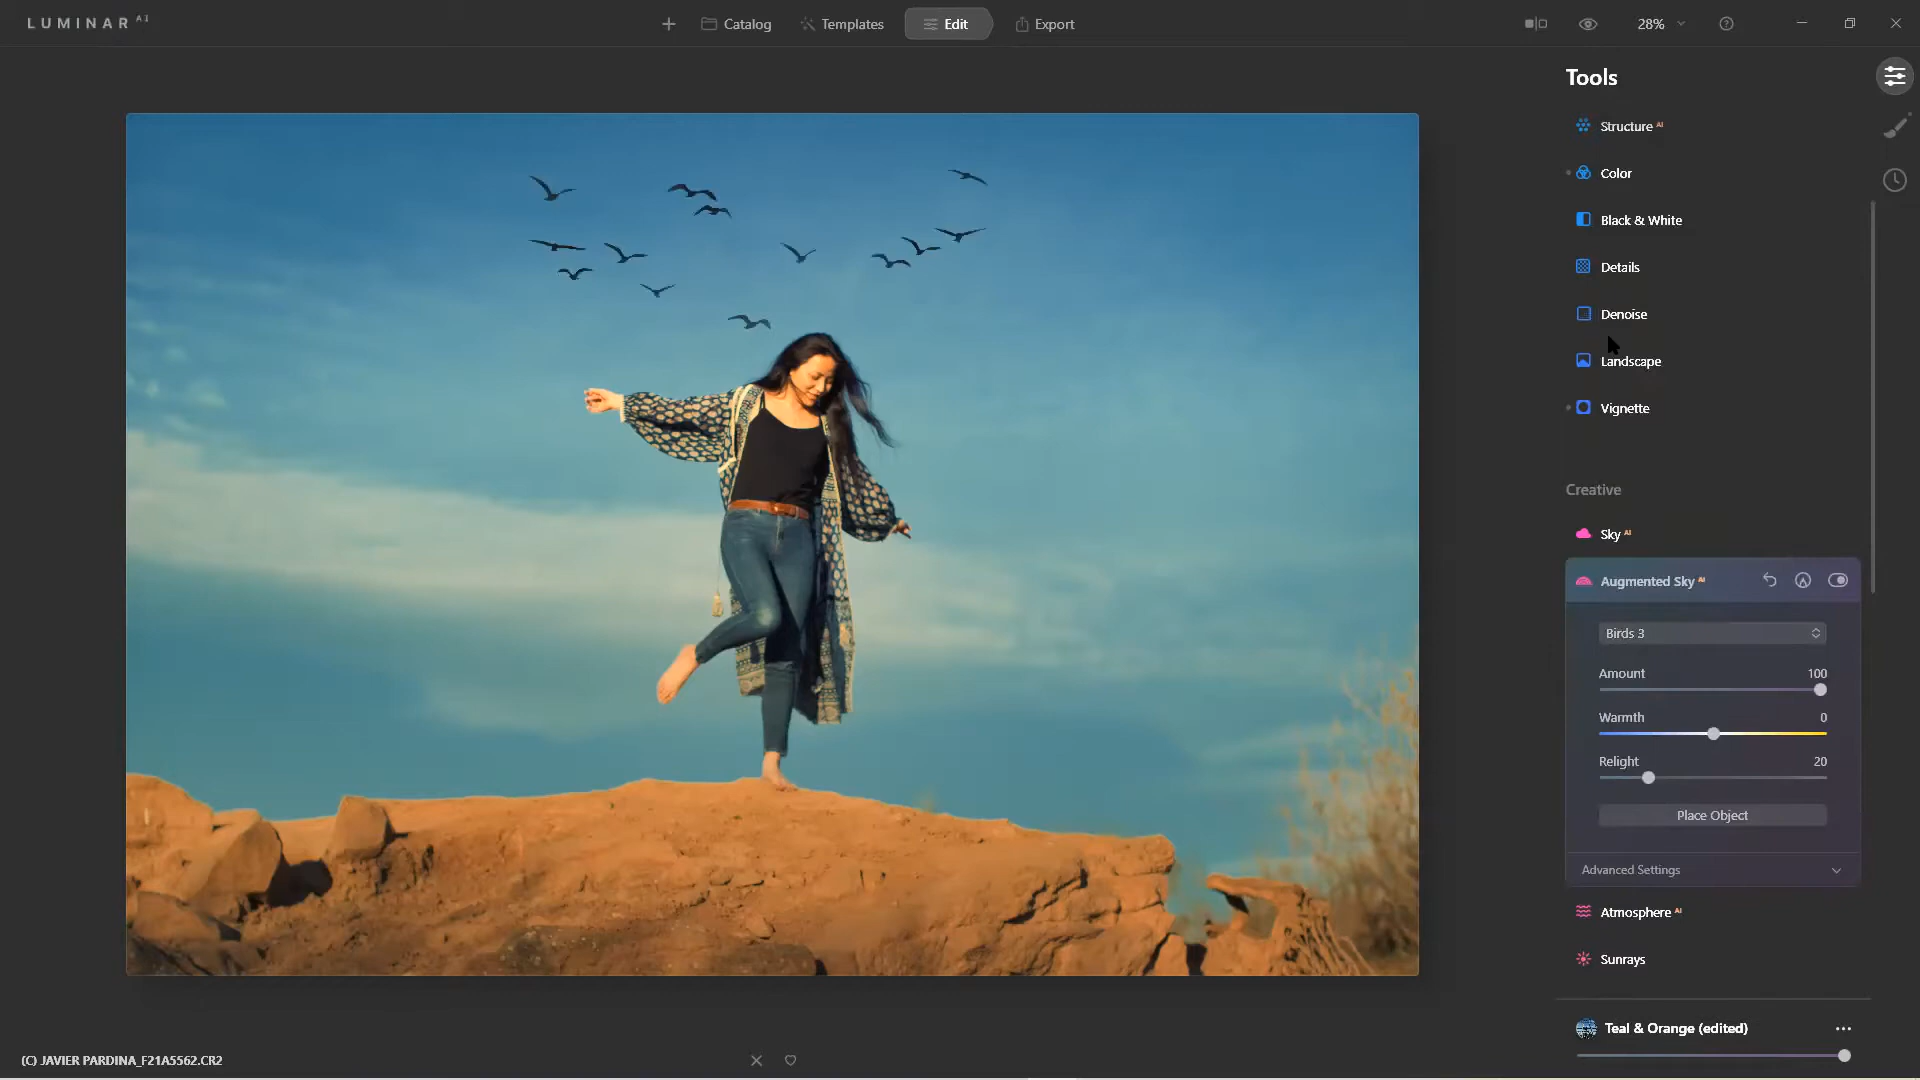 LUMINAR AI
Catalog
Templates
Edit
Export
28%
Tools
Structure AI
Color
Black & White
Details
Denoise
Landscape
Vignette
Creative
Sky AI
Augmented Sky AI
Birds 3
Amount 100
Warmth 0
Relight 20
Place Object
Advanced Settings
Atmosphere AI
Sunrays
Teal & Orange (edited)
(C) JAVIER PARDINA_F21A5562.CR2